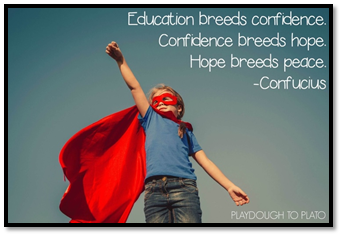 Education breeds confidence.
Confidence breeds hope.
Hope breeds peace.
-Confucius
PLAYDOUGH TO PLATO